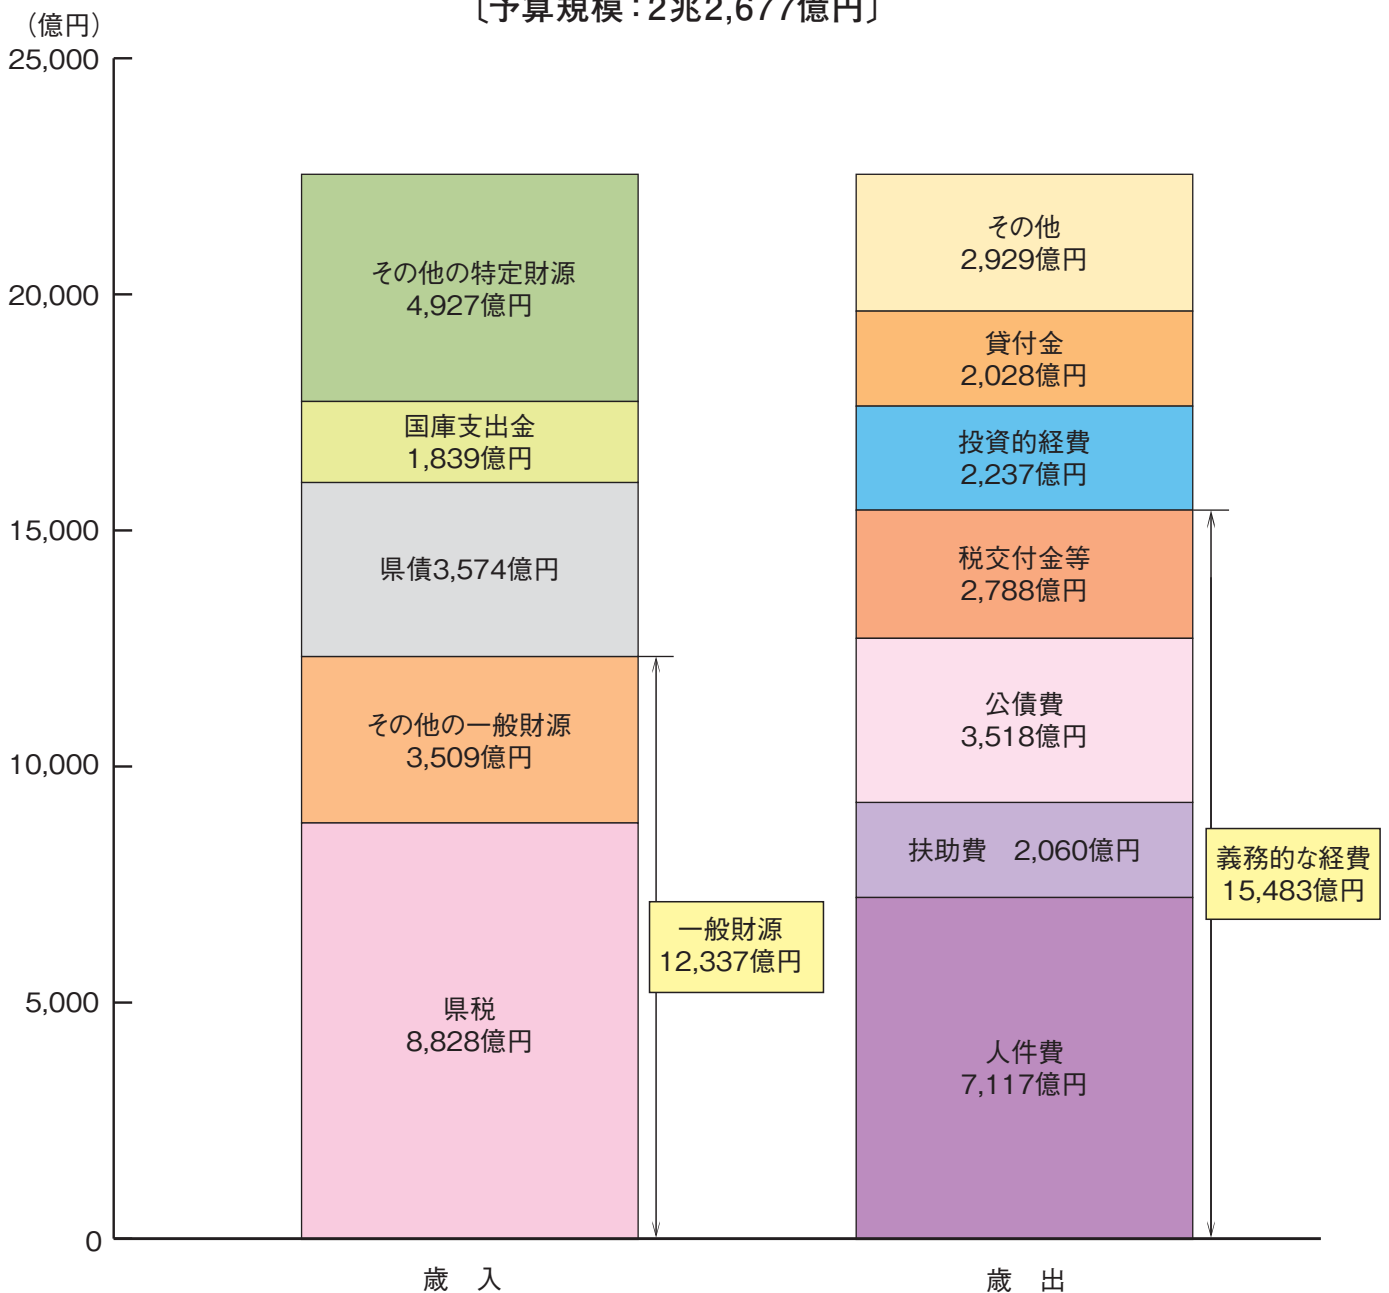 〔予算規模：2兆2,677億円〕
（億円）
25,000
20,000
15,000
10,000
5,000
0
その他の特定財源
4,927億円
国庫支出金
1,839億円
県債3,574億円
その他の一般財源
3,509億円
県税
8,828億円
一般財源
12,337億円
その他
2,929億円
貸付金
2,028億円
投資的経費
2,237億円
税交付金等
2,788億円
公債費
3,518億円
扶助費　2,060億円
人件費
7,117億円
義務的な経費
15,483億円
歳　入
歳　出